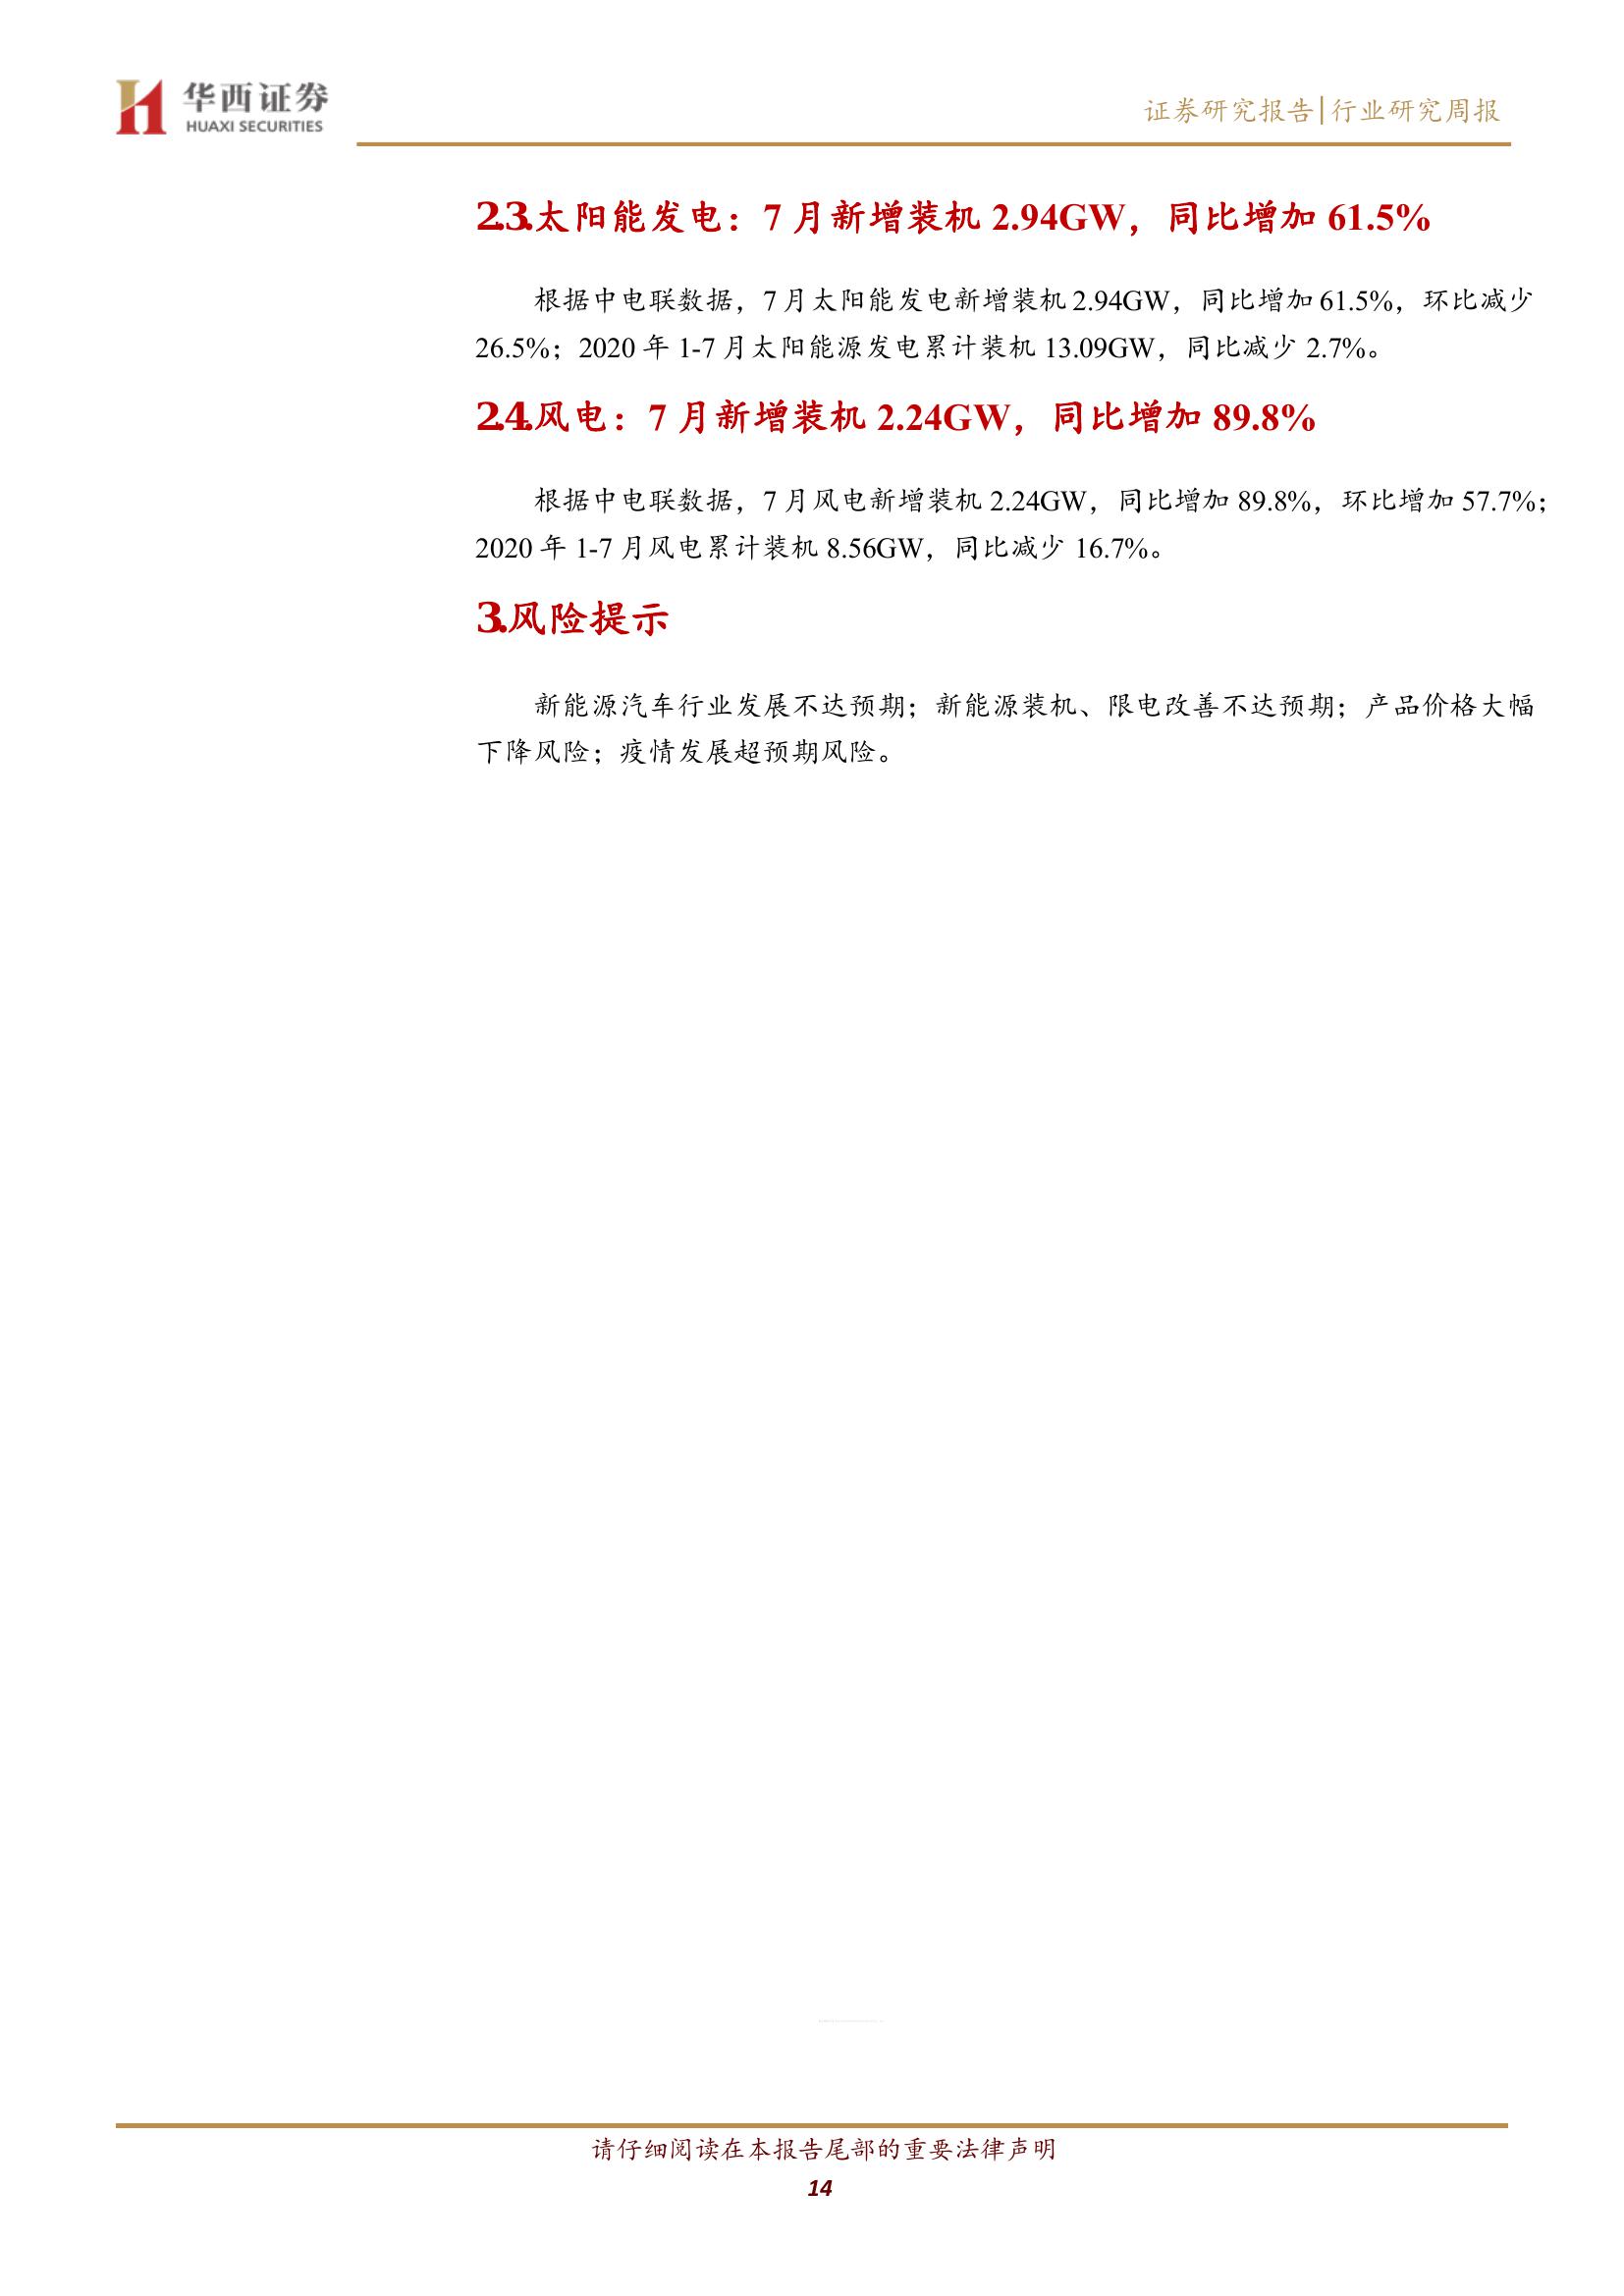 华西证券
HUAXI SECURITIES
证券研究报告|行业研究周报
2.3.太阳能发电：7 月新增装机 2.94GW，同比增加 61.5%
根据中电联数据，7 月太阳能发电新增装机 2.94GW，同比增加 61.5%，环比减少
26.5%；2020 年 1-7 月太阳能源发电累计装机 13.09GW，同比减少 2.7%。
2.4.风电：7 月新增装机 2.24GW，同比增加 89.8%
根据中电联数据，7 月风电新增装机 2.24GW，同比增加 89.8%，环比增加 57.7%；
2020 年 1-7 月风电累计装机 8.56GW，同比减少 16.7%。
3.风险提示
新能源汽车行业发展不达预期；新能源装机、限电改善不达预期；产品价格大幅
下降风险；疫情发展超预期风险。
请仔细阅读在本报告尾部的重要法律声明
14